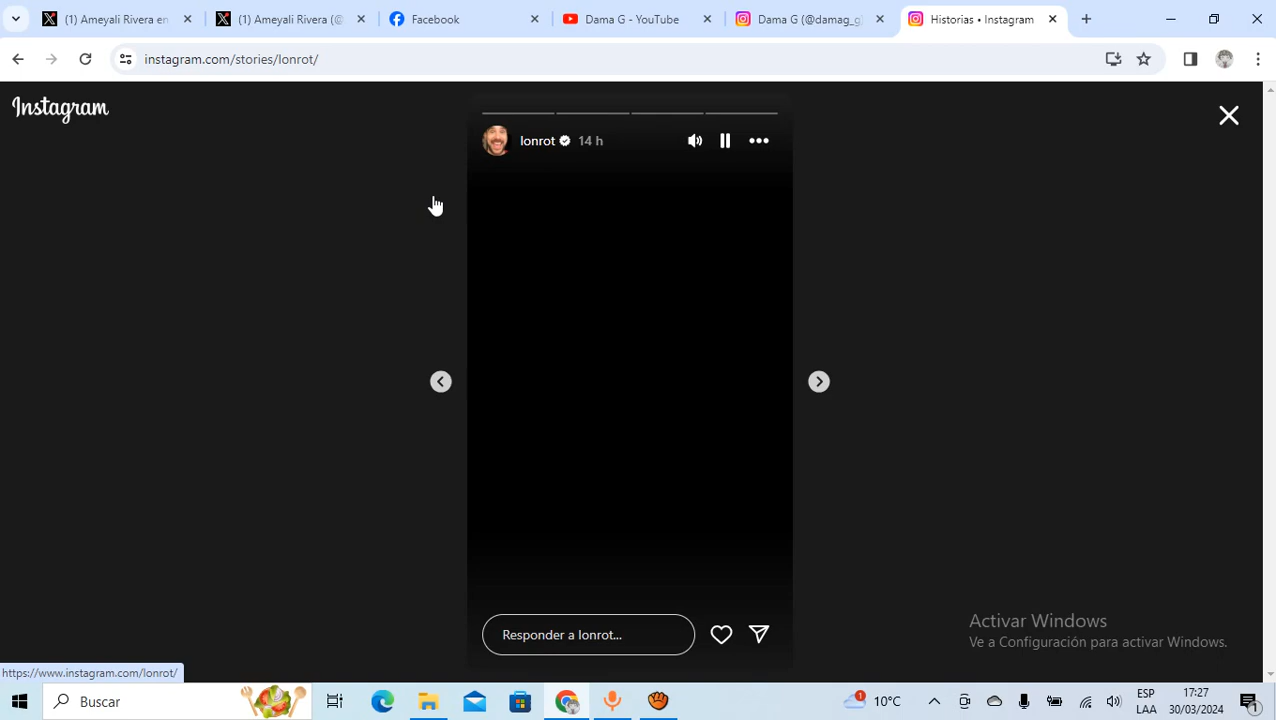 (1) Ameyali Rivera en
(1) Ameyali Rivera (@
Facebook
Dama G - YouTube
Dama G (@damag_g
Historias • Instagram
instagram.com/stories/lonrot/
Instagram
lonrot 14 h
Responder a lonrot...
Activar Windows
Ve a Configuración para activar Windows.
https://www.instagram.com/lonrot/
Buscar
1
10°C
ESP
LAA
17:27
30/03/2024
1